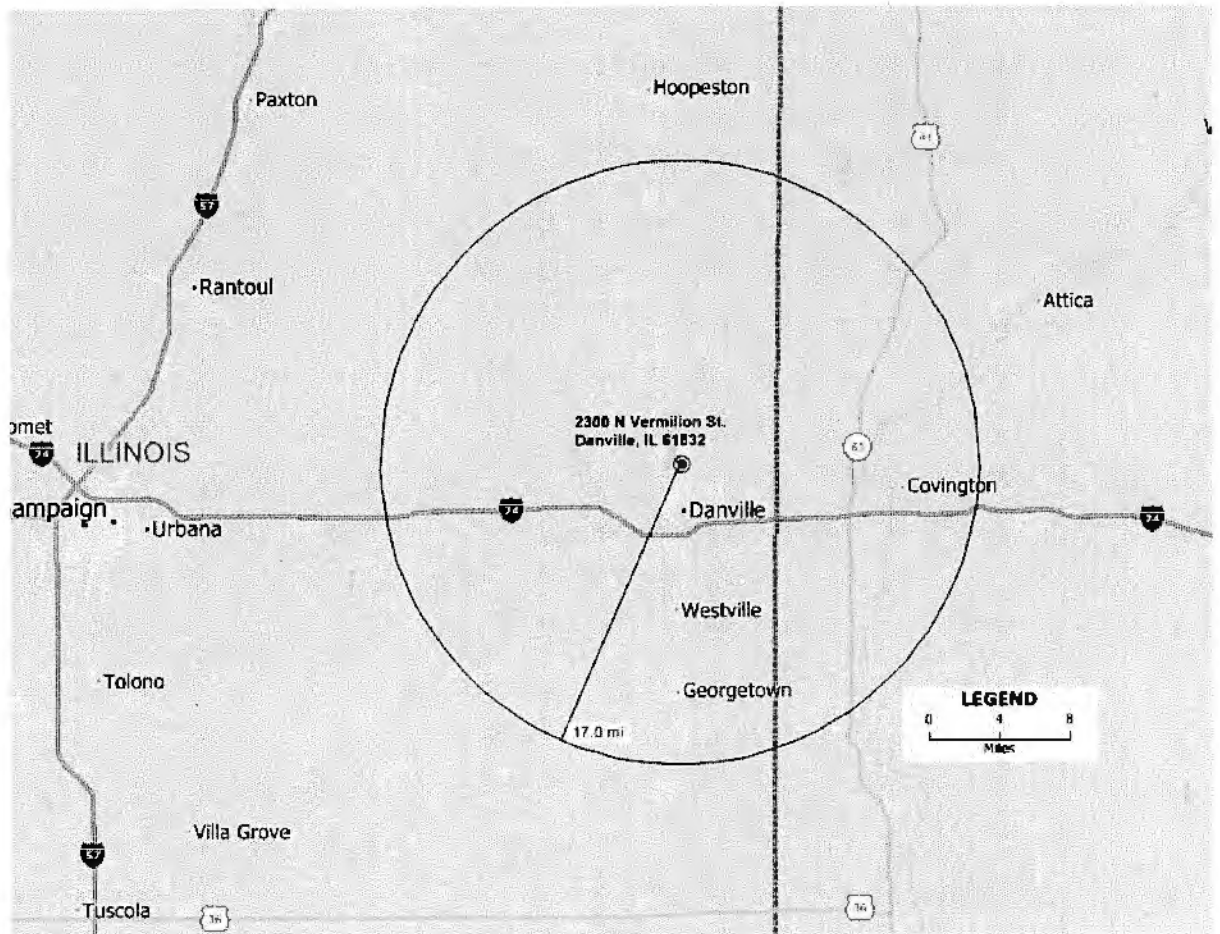 Paxton
Hoopeston
41
57
Rantoul
Attica
omet
74
ILLINOIS
2300 N Vermilion St.
Danville, IL 61832
63
Covington
ampaign
74
Danville
74
Urbana
Westville
Tolono
Georgetown
LEGEND
0 4 8
Miles
17.0 mi
Villa Grove
57
Tuscola
36
36